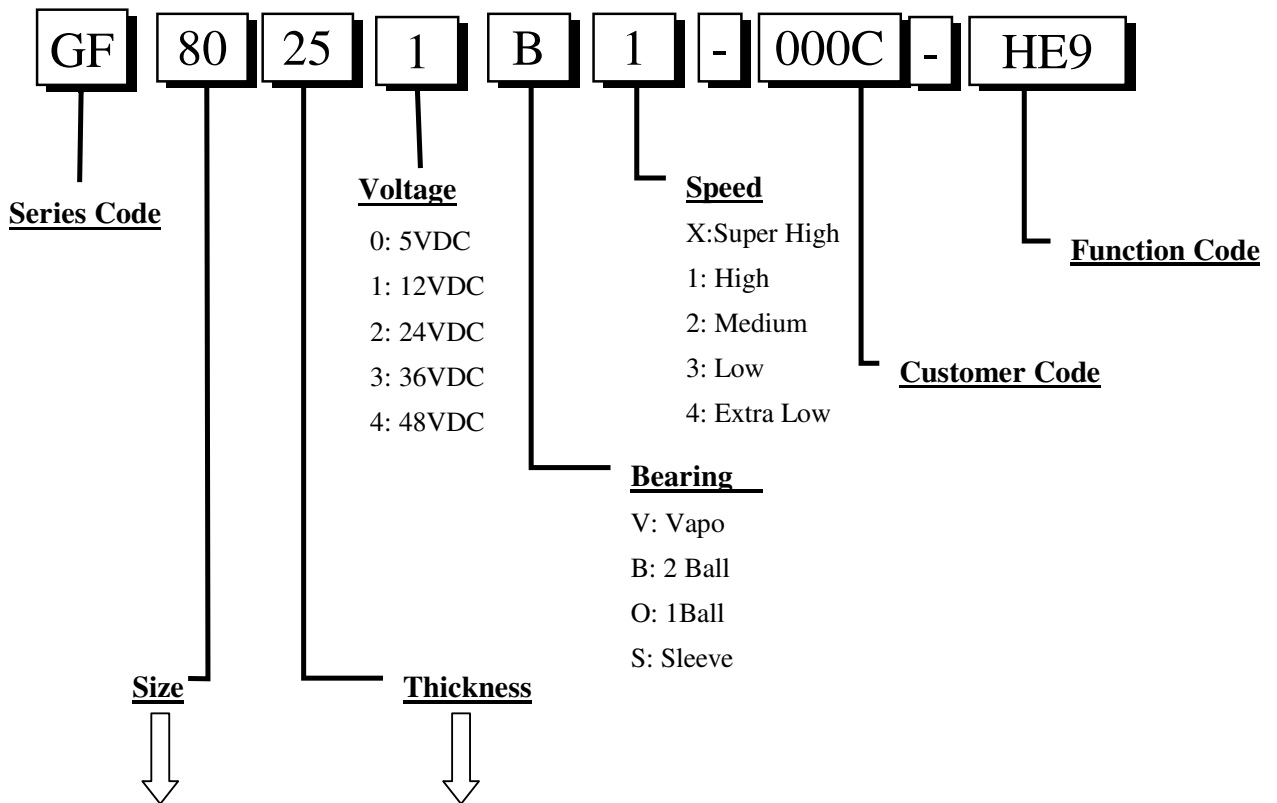 GF 80 25 1 B 1 - 000C - HE9
Series Code
Voltage
0: 5VDC
1: 12VDC
2: 24VDC
3: 36VDC
4: 48VDC
Speed
X:Super High
1: High
2: Medium
3: Low
4: Extra Low
Function Code
Customer Code
Bearing
V: Vapo
B: 2 Ball
O: 1Ball
S: Sleeve
Size
Thickness